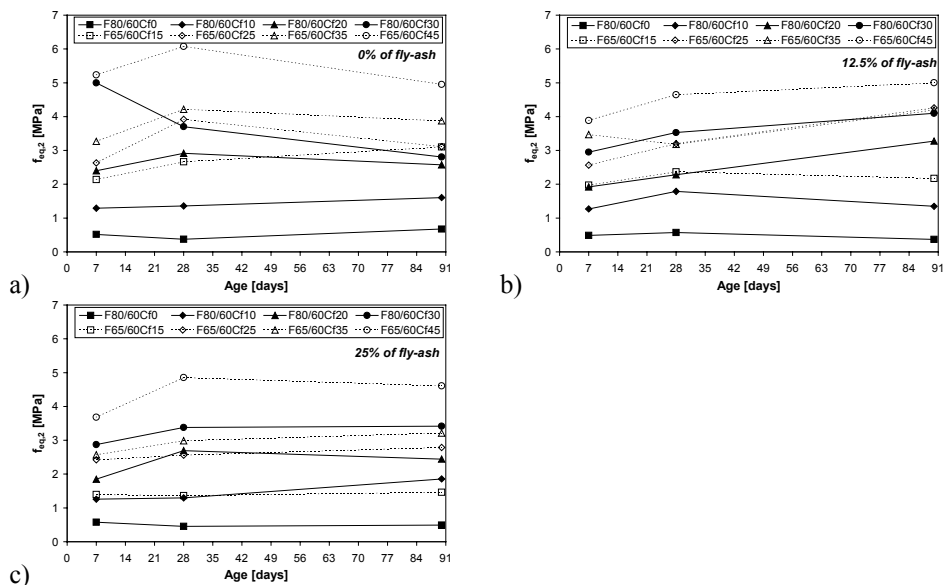 F80/60Cf0 F80/60Cf10 F80/60Cf20 F80/60Cf30
F65/60Cf15 F65/60Cf25 F65/60Cf35 F65/60Cf45
0% of fly-ash
7
6
5
4
3
2
1
0
feq,2 [MPa]
0 7 14 21 28 35 42 49 56 63 70 77 84 91
Age [days]
a)
F80/60Cf0 F80/60Cf10 F80/60Cf20 F80/60Cf30
F65/60Cf15 F65/60Cf25 F65/60Cf35 F65/60Cf45
12.5% of fly-ash
7
6
5
4
3
2
1
0
feq,2 [MPa]
0 7 14 21 28 35 42 49 56 63 70 77 84 91
Age [days]
b)
F80/60Cf0 F80/60Cf10 F80/60Cf20 F80/60Cf30
F65/60Cf15 F65/60Cf25 F65/60Cf35 F65/60Cf45
25% of fly-ash
7
6
5
4
3
2
1
0
feq,2 [MPa]
0 7 14 21 28 35 42 49 56 63 70 77 84 91
Age [days]
c)